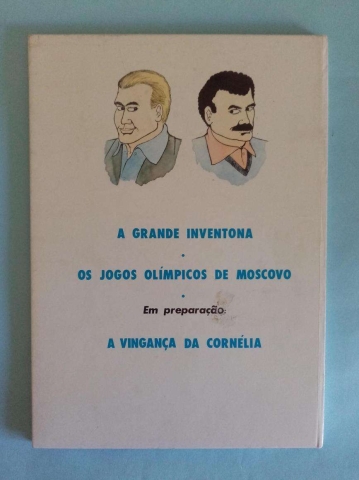 A GRANDE INVENTONA
•
OS JOGOS OLÍMPICOS DE MOSCOVO
•
Em preparação:
A VINGANÇA DA CORNÉLIA